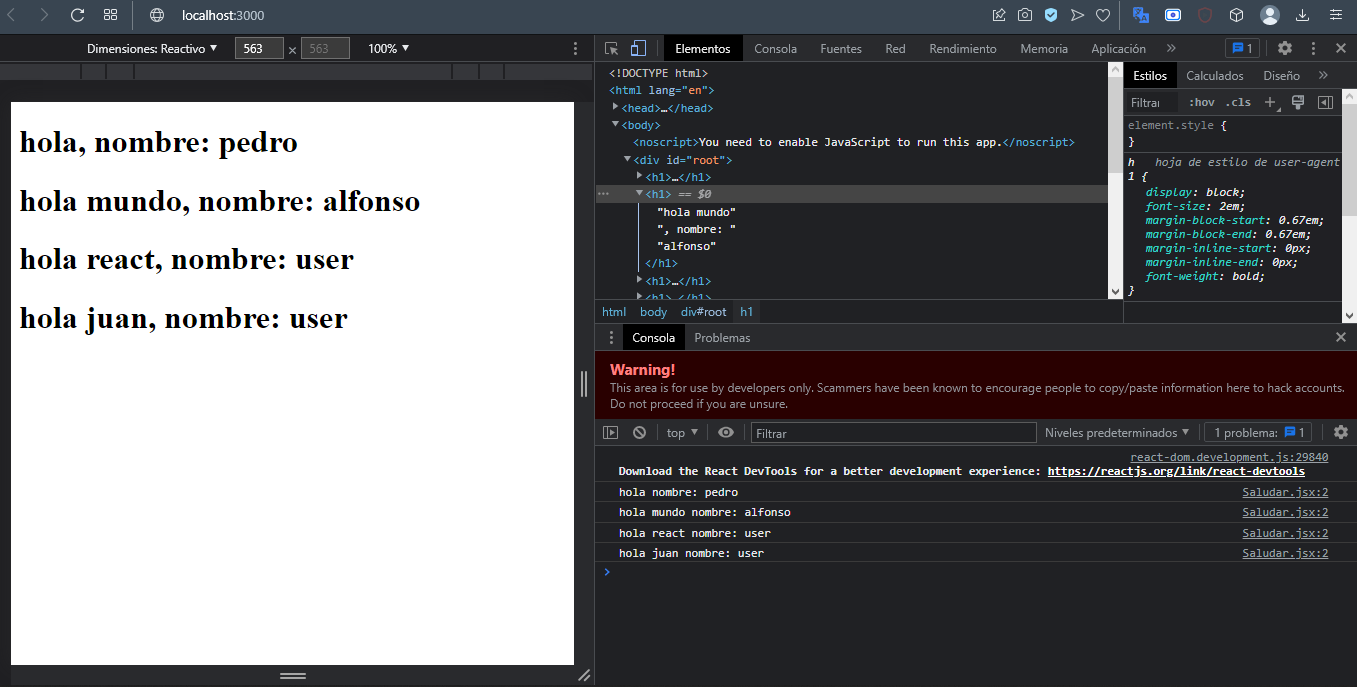 localhost:3000
Dimensiones: Reactivo ▼ 563 × 563 100% ▼
Elementos Consola Fuentes Red Rendimiento Memoria Aplicación » 1
hola, nombre: pedro
hola mundo, nombre: alfonso
hola react, nombre: user
hola juan, nombre: user
<!DOCTYPE html>
<html lang="en">
<head>…</head>
<body>
<noscript>You need to enable JavaScript to run this app.</noscript>
<div id="root">
<h1>…</h1>
<h1> == $0
"hola mundo"
", nombre: "
"alfonso"
</h1>
<h1>…</h1>
<h1>…</h1>
html body div#root h1
Estilos Calculados Diseño »
Filtrar :hov .cls +
element.style {
}
h hoja de estilo de user-agent
1 {
display: block;
font-size: 2em;
margin-block-start: 0.67em;
margin-block-end: 0.67em;
margin-inline-start: 0px;
margin-inline-end: 0px;
font-weight: bold;
}
Consola Problemas
Warning!
This area is for use by developers only. Scammers have been known to encourage people to copy/paste information here to hack accounts.
Do not proceed if you are unsure.
top ▼ Filtrar Niveles predeterminados ▼ 1 problema: 1
react-dom.development.js:29840
Download the React DevTools for a better development experience: https://reactjs.org/link/react-devtools
hola nombre: pedro Saludar.jsx:2
hola mundo nombre: alfonso Saludar.jsx:2
hola react nombre: user Saludar.jsx:2
hola juan nombre: user Saludar.jsx:2